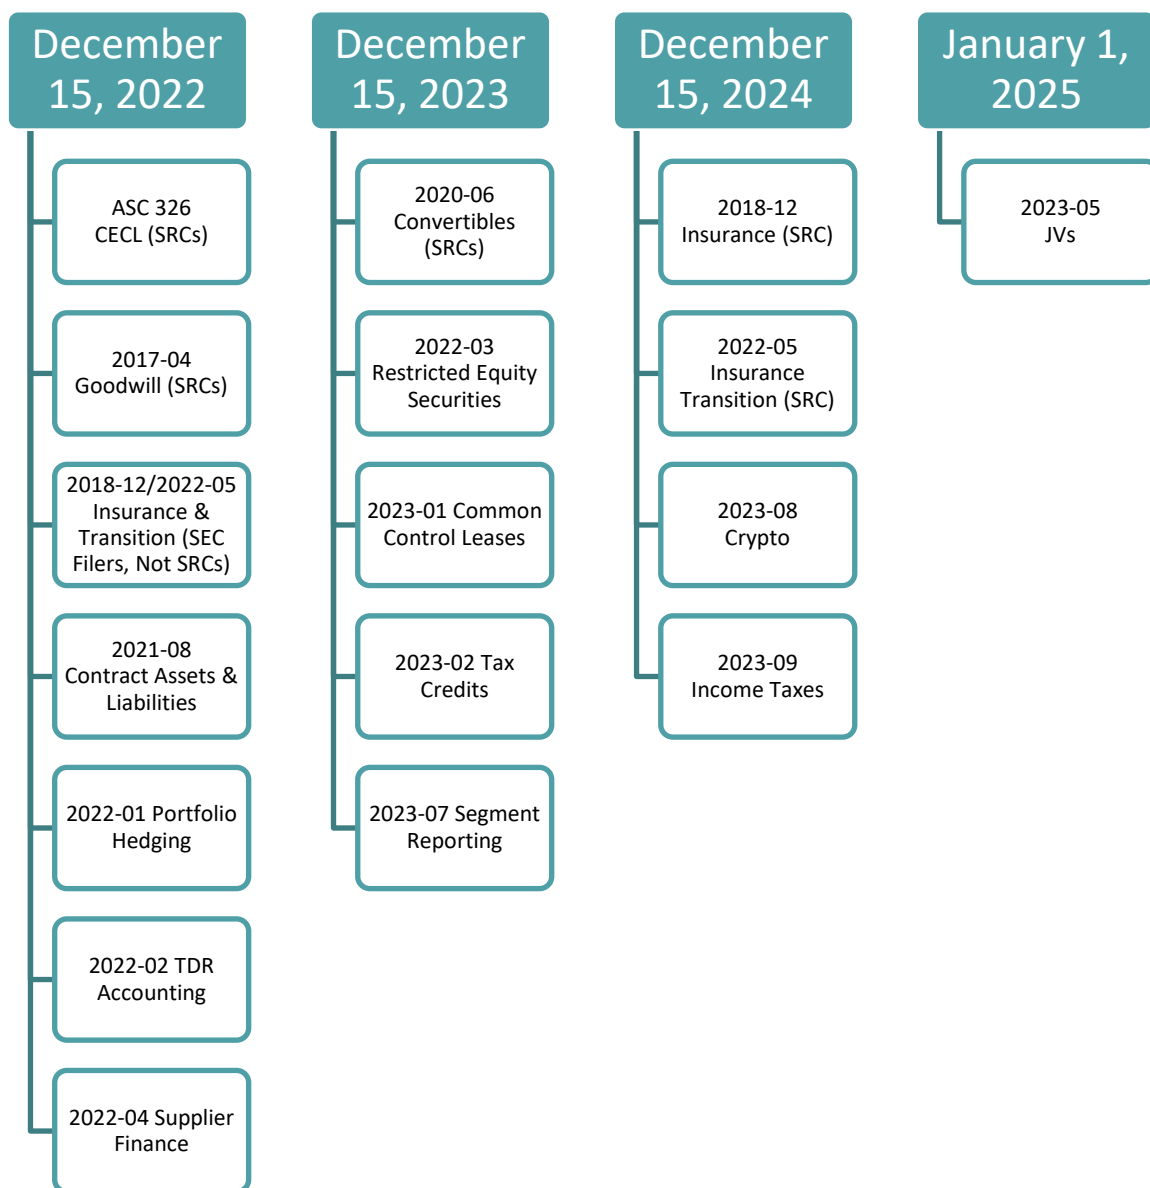 December
15, 2022
ASC 326
CECL (SRCs)
2017-04
Goodwill (SRCs)
2018-12/2022-05
Insurance &
Transition (SEC
Filers, Not SRCs)
2021-08
Contract Assets &
Liabilities
2022-01 Portfolio
Hedging
2022-02 TDR
Accounting
2022-04 Supplier
Finance
December
15, 2023
2020-06
Convertibles
(SRCs)
2022-03
Restricted Equity
Securities
2023-01 Common
Control Leases
2023-02 Tax
Credits
2023-07 Segment
Reporting
December
15, 2024
2018-12
Insurance (SRC)
2022-05
Insurance
Transition (SRC)
2023-08
Crypto
2023-09
Income Taxes
January 1,
2025
2023-05
JVs